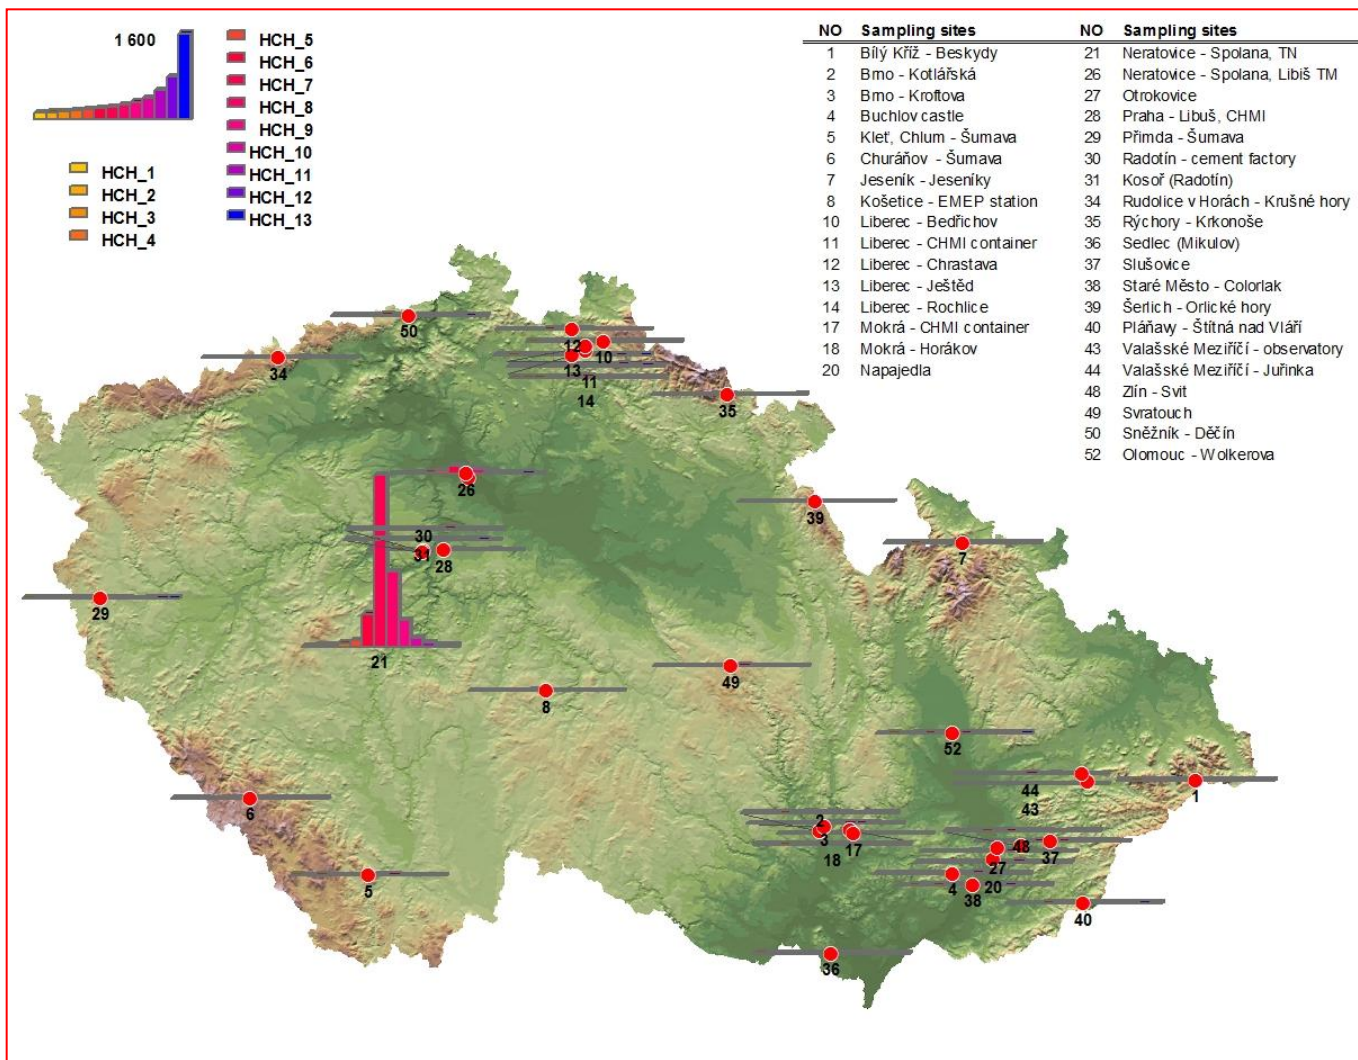 1 600
HCH_5
HCH_6
HCH_7
HCH_8
HCH_9
HCH_10
HCH_11
HCH_12
HCH_13
HCH_1
HCH_2
HCH_3
HCH_4
NO Sampling sites NO Sampling sites
1 Bílý Kříž - Beskydy 21 Neratovice - Spolana, TN
2 Brno - Kotlářská 26 Neratovice - Spolana, Libiš TM
3 Brno - Kroftova 27 Otrokovice
4 Buchlov castle 28 Praha - Libuš, CHMI
5 Kleť, Chlum - Šumava 29 Přimda - Šumava
6 Churáňov - Šumava 30 Radotín - cement factory
7 Jeseník - Jeseníky 31 Kosoř (Radotín)
8 Košetice - EMEP station 34 Rudolice v Horách - Krušné hory
10 Liberec - Bedřichov 35 Rýchory - Krkonoše
11 Liberec - CHMI container 36 Sedlec (Mikulov)
12 Liberec - Chrastava 37 Slušovice
13 Liberec - Ještěd 38 Staré Město - Colorlak
14 Liberec - Rochlice 39 Šerlich - Orlické hory
17 Mokrá - CHMI container 40 Pláňavy - Štítná nad Vláří
18 Mokrá - Horákov 43 Valašské Meziříčí - observatory
20 Napajedla 44 Valašské Meziříčí - Juřinka
48 Zlín - Svit
49 Svratouch
50 Sněžník - Děčín
52 Olomouc - Wolkerova
50
12
10
34
13
11
14
35
26
39
30
31
28
7
29
21
49
8
52
44
1
43
6
2
3
17
18
48
37
27
5
4
20
38
40
36